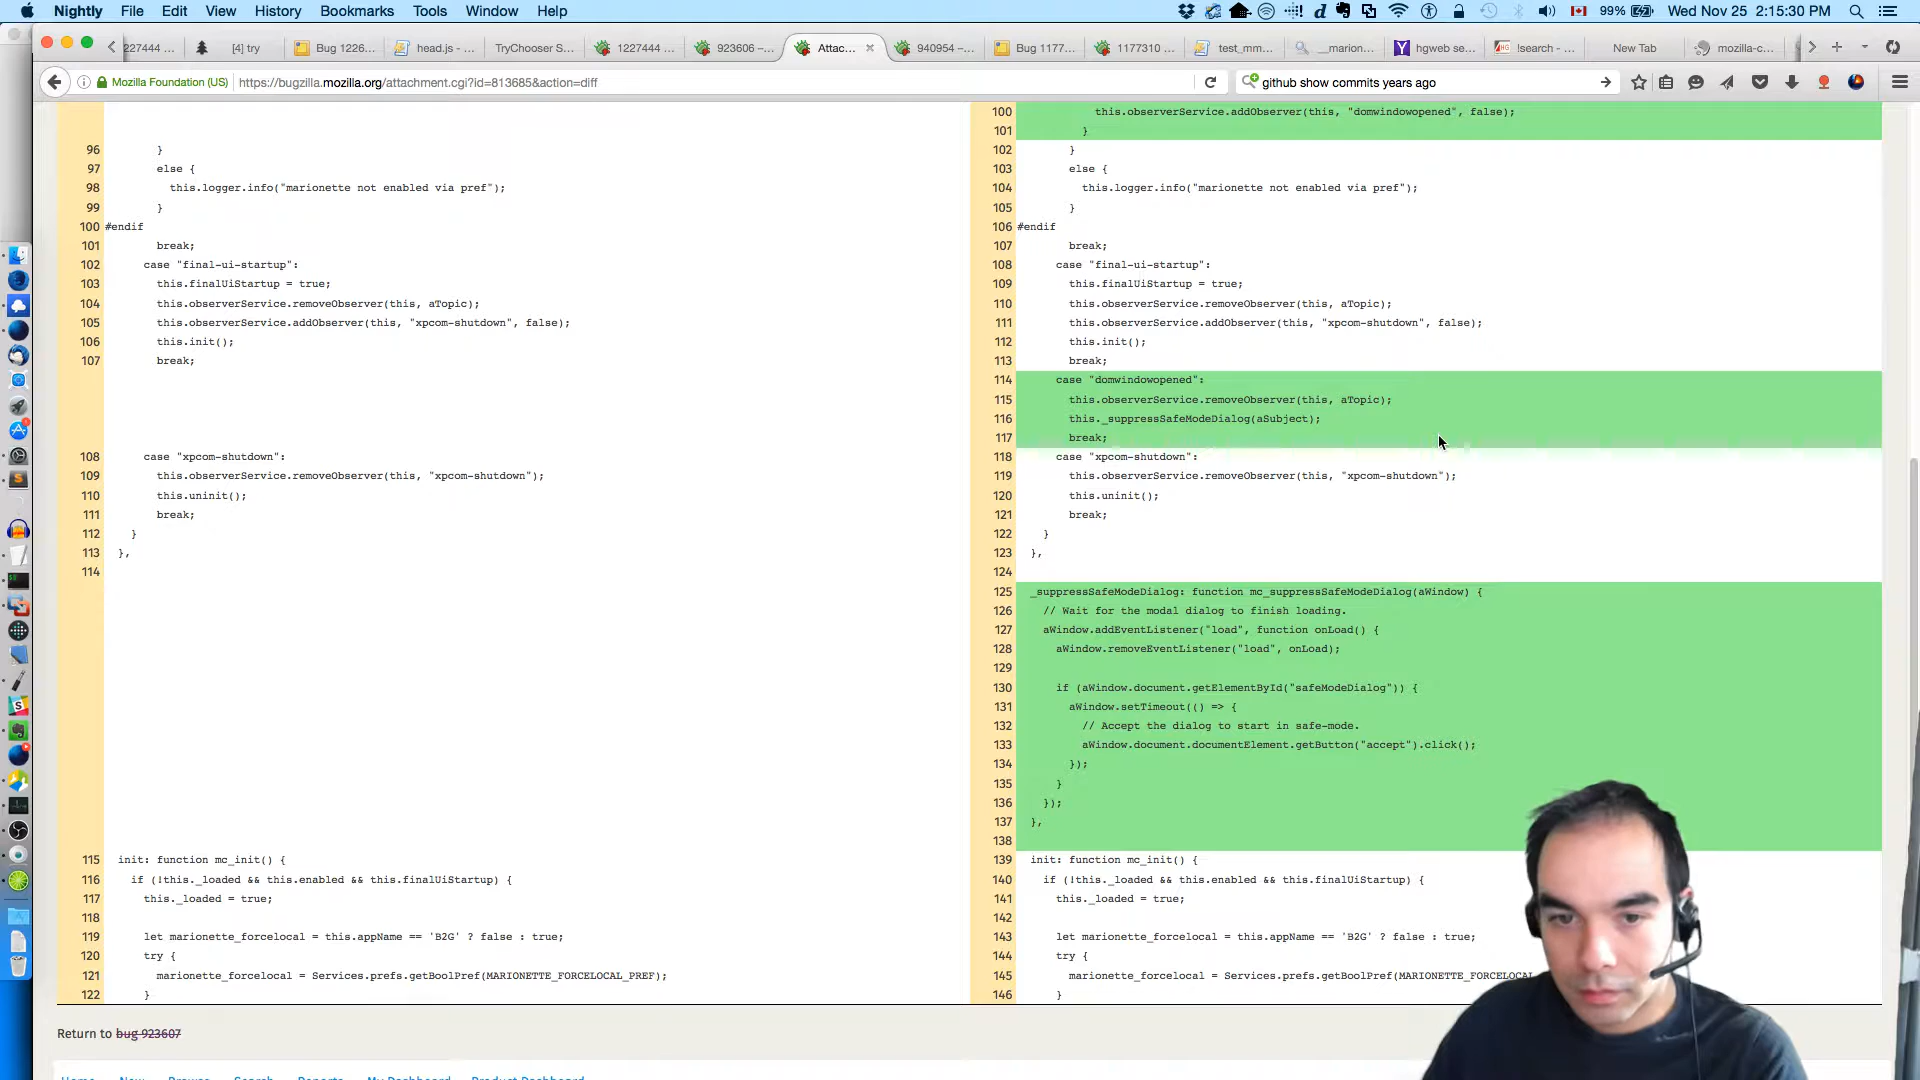 Nightly File Edit View History Bookmarks Tools Window Help 99% Wed Nov 25 2:15:30 PM
227444 ... [4] try Bug 1226... head.js - ... TryChooser S... 1227444 ... 923606 –... Attac... 940954 –... Bug 1177... 1177310 ... test_mm... __marion... hgweb se... !search - ... New Tab mozilla-c...
Mozilla Foundation (US) https://bugzilla.mozilla.org/attachment.cgi?id=813685&action=diff github show commits years ago
100 this.observerService.addObserver(this, "domwindowopened", false);
101 }
96 } 102 }
97 else { 103 else {
98 this.logger.info("marionette not enabled via pref"); 104 this.logger.info("marionette not enabled via pref");
99 } 105 }
100 #endif 106 #endif
101 break; 107 break;
102 case "final-ui-startup": 108 case "final-ui-startup":
103 this.finalUiStartup = true; 109 this.finalUiStartup = true;
104 this.observerService.removeObserver(this, aTopic); 110 this.observerService.removeObserver(this, aTopic);
105 this.observerService.addObserver(this, "xpcom-shutdown", false); 111 this.observerService.addObserver(this, "xpcom-shutdown", false);
106 this.init(); 112 this.init();
107 break; 113 break;
114 case "domwindowopened":
115 this.observerService.removeObserver(this, aTopic);
116 this._suppressSafeModeDialog(aSubject);
117 break;
108 case "xpcom-shutdown": 118 case "xpcom-shutdown":
109 this.observerService.removeObserver(this, "xpcom-shutdown"); 119 this.observerService.removeObserver(this, "xpcom-shutdown");
110 this.uninit(); 120 this.uninit();
111 break; 121 break;
112 } 122 }
113 }, 123 },
114 124
125 _suppressSafeModeDialog: function mc_suppressSafeModeDialog(aWindow) {
126 // Wait for the modal dialog to finish loading.
127 aWindow.addEventListener("load", function onLoad() {
128 aWindow.removeEventListener("load", onLoad);
129
130 if (aWindow.document.getElementById("safeModeDialog")) {
131 aWindow.setTimeout(() => {
132 // Accept the dialog to start in safe-mode.
133 aWindow.document.documentElement.getButton("accept").click();
134 });
135 }
136 });
137 },
138
115 init: function mc_init() { 139 init: function mc_init() {
116 if (!this._loaded && this.enabled && this.finalUiStartup) { 140 if (!this._loaded && this.enabled && this.finalUiStartup) {
117 this._loaded = true; 141 this._loaded = true;
118 142
119 let marionette_forcelocal = this.appName == 'B2G' ? false : true; 143 let marionette_forcelocal = this.appName == 'B2G' ? false : true;
120 try { 144 try {
121 marionette_forcelocal = Services.prefs.getBoolPref(MARIONETTE_FORCELOCAL_PREF); 145 marionette_forcelocal = Services.prefs.getBoolPref(MARIONETTE_FORCELOCAL
122 } 146 }
Return to bug 923607
Home New Browse Search Reports My Dashboard Product Dashboard